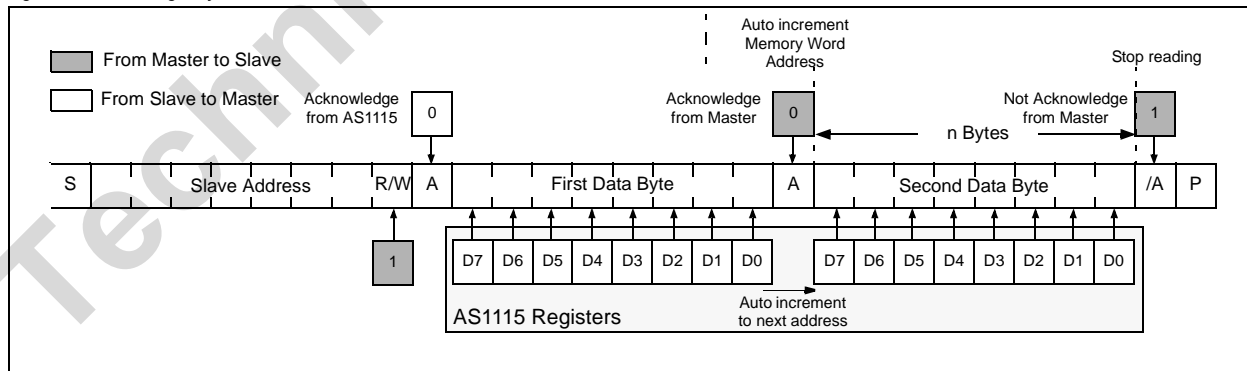 Auto increment
Memory Word
Address
Stop reading
From Master to Slave
From Slave to Master
Acknowledge
from AS1115
0
Acknowledge
from Master
0
Not Acknowledge
from Master
1
n Bytes
S Slave Address R/W A First Data Byte A Second Data Byte /A P
1
D7 D6 D5 D4 D3 D2 D1 D0 D7 D6 D5 D4 D3 D2 D1 D0
Auto increment
to next address
AS1115 Registers
Techni